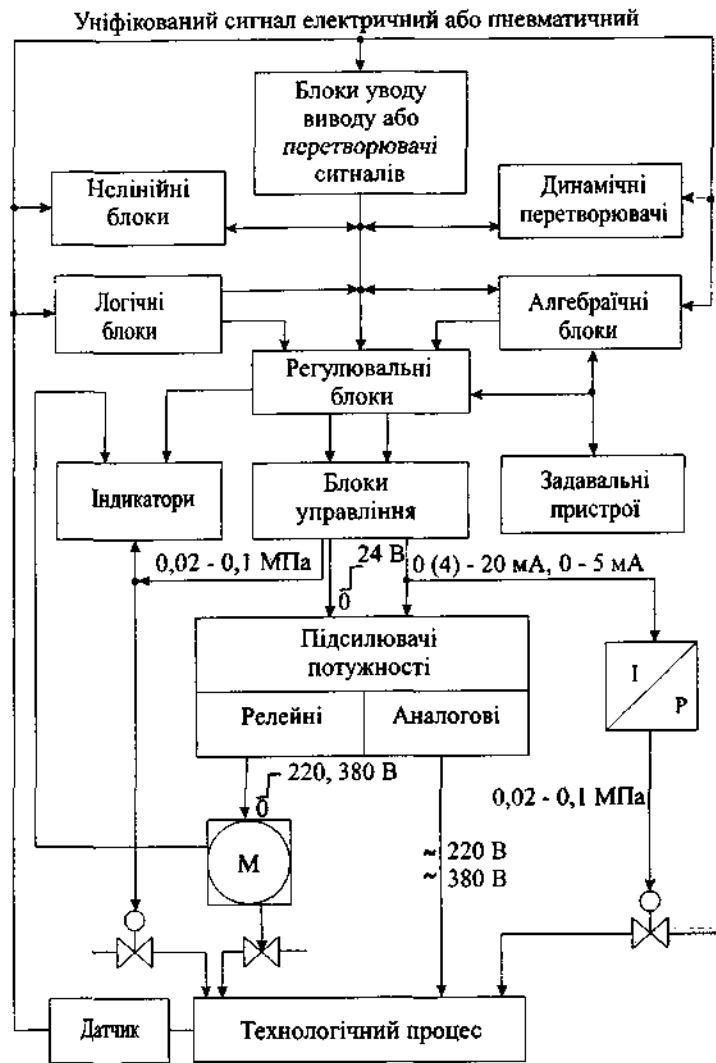 Уніфікований сигнал електричний або пневматичний
Блоки уводу
виводу або
перетворювачі
сигналів
Нелінійні
блоки
Динамічні
перетворювачі
Логічні
блоки
Алгебраїчні
блоки
Регулювальні
блоки
Індикатори
Блоки
управління
Задавальні
пристрої
0,02 - 0,1 МПа
24 В
0
0 (4) - 20 мА, 0 - 5 мА
Підсилювачі
потужності
Релейні
Аналогові
I
P
220, 380 В
0
0,02 - 0,1 МПа
М
~ 220 В
~ 380 В
Датчик
Технологічний процес